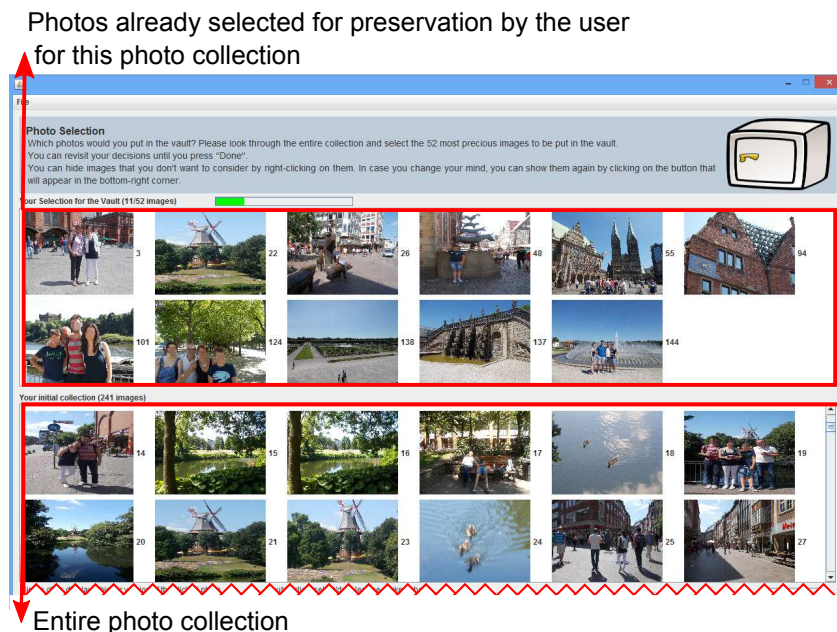 Photos already selected for preservation by the user
for this photo collection
File
Photo Selection
Which photos would you put in the vault? Please look through the entire collection and select the 52 most precious images to be put in the vault.
You can revisit your decisions until you press "Done".
You can hide images that you don't want to consider by right-clicking on them. In case you change your mind, you can show them again by clicking on the button that
will appear in the bottom-right corner.
Your Selection for the Vault (11/52 images)
3 22 26 48 55 94
101 124 138 137 144
Your initial collection (241 images)
14 15 16 17 18 19
20 21 23 24 25 27
Entire photo collection